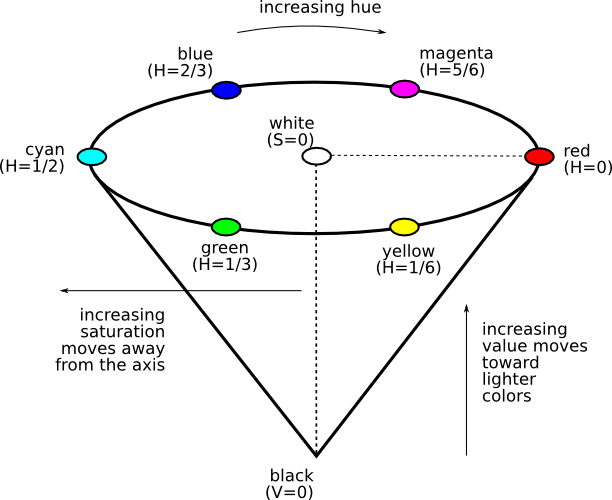 increasing hue
blue
(H=2/3)
magenta
(H=5/6)
white
(S=0)
cyan
(H=1/2)
red
(H=0)
green
(H=1/3)
yellow
(H=1/6)
increasing
saturation
moves away
from the axis
increasing
value moves
toward
lighter
colors
black
(V=0)